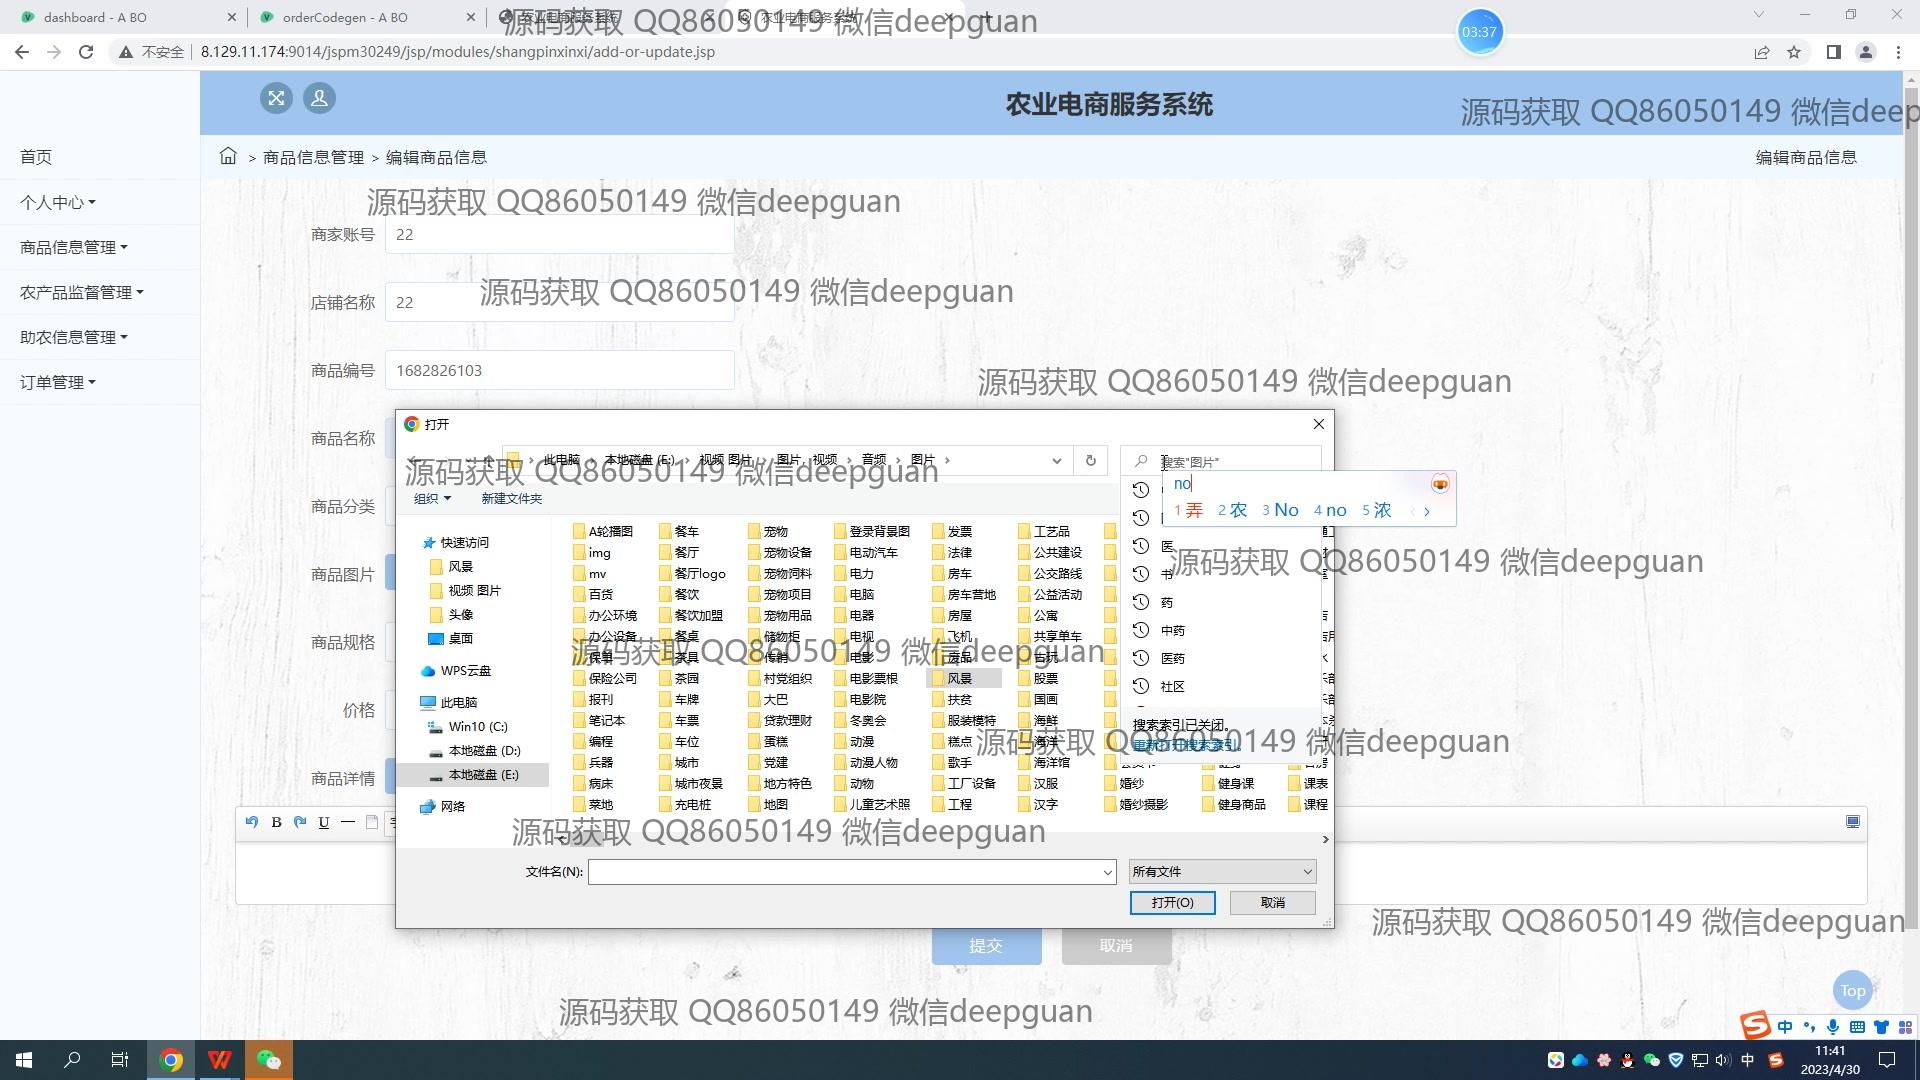 dashboard - A BO
orderCodegen - A BO
农业电商服务系统
农业电商服务系统
03:37
不安全
8.129.11.174:9014/jspm30249/jsp/modules/shangpinxinxi/add-or-update.jsp
源码获取 QQ86050149 微信deepguan
农业电商服务系统
源码获取 QQ86050149 微信deep
首页
> 商品信息管理 > 编辑商品信息
编辑商品信息
个人中心
商品信息管理
农产品监督管理
助农信息管理
订单管理
源码获取 QQ86050149 微信deepguan
商家账号 22
源码获取 QQ86050149 微信deepguan
店铺名称 22
商品编号 1682826103
源码获取 QQ86050149 微信deepguan
商品名称
商品分类
商品图片
商品规格
价格
商品详情
打开
此电脑 › 本地磁盘 (E:) › 视频 图片 › 图片, 视频 › 音频 › 图片 ›
搜索"图片"
源码获取 QQ86050149 微信deepguan
组织 新建文件夹
no
1 弄 2 农 3 No 4 no 5 浓
快速访问
风景
视频 图片
头像
桌面
WPS云盘
此电脑
Win10 (C:)
本地磁盘 (D:)
本地磁盘 (E:)
网络
A轮播图 餐车 宠物 登录背景图 发票 工艺品
img 餐厅 宠物设备 电动汽车 法律 公共建设
mv 餐厅logo 宠物饲料 电力 房车 公交路线
百货 餐饮 宠物项目 电脑 房车营地 公益活动
办公环境 餐饮加盟 宠物用品 电器 房屋 公寓
办公设备 餐桌 储物柜 电视 飞机 共享单车
保单 茶具 传销 电影 废品 古玩
保险公司 茶园 村党组织 电影票根 风景 股票
报刊 车牌 大巴 电影院 扶贫 国画
笔记本 车票 贷款理财 冬奥会 服装模特 海鲜
编程 车位 蛋糕 动漫 糕点 海洋
兵器 城市 党建 动漫人物 歌手 海洋馆
病床 城市夜景 地方特色 动物 工厂设备 汉服 婚纱 健身课 课表
菜地 充电桩 地图 儿童艺术照 工程 汉字 婚纱摄影 健身商品 课程
医
书
药
中药
医药
社区
搜索索引已关闭。
重新打开搜索索引。
源码获取 QQ86050149 微信deepguan
源码获取 QQ86050149 微信deepguan
源码获取 QQ86050149 微信deepguan
源码获取 QQ86050149 微信deepguan
文件名(N):
所有文件
打开(O) 取消
B U
源码获取 QQ86050149 微信deepguan
提交 取消
Top
源码获取 QQ86050149 微信deepguan
中
中
11:41
2023/4/30